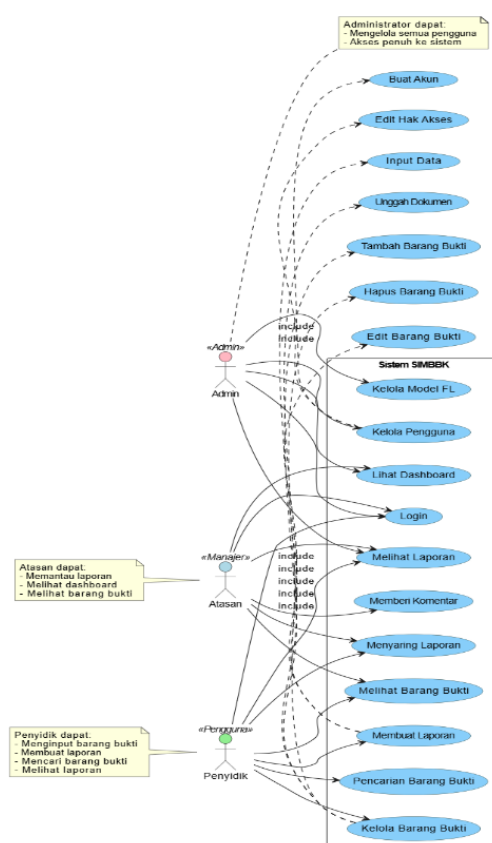 Administrator dapat:
- Mengelola semua pengguna
- Akses penuh ke sistem
Buat Akun
Edit Hak Akses
Input Data
Unggah Dokumen
Tambah Barang Bukti
Hapus Barang Bukti
include
include
Edit Barang Bukti
«Admin»
Admin
Sistem SIMBBK
Kelola Model FL
Kelola Pengguna
Lihat Dashboard
Login
«Manajer»
Atasan
Atasan dapat:
- Memantau laporan
- Melihat dashboard
- Melihat barang bukti
include
include
include
include
include
Melihat Laporan
Memberi Komentar
Menyaring Laporan
Melihat Barang Bukti
«Pengguna»
Penyidik
Penyidik dapat:
- Menginput barang bukti
- Membuat laporan
- Mencari barang bukti
- Melihat laporan
Membuat Laporan
Pencarian Barang Bukti
Kelola Barang Bukti